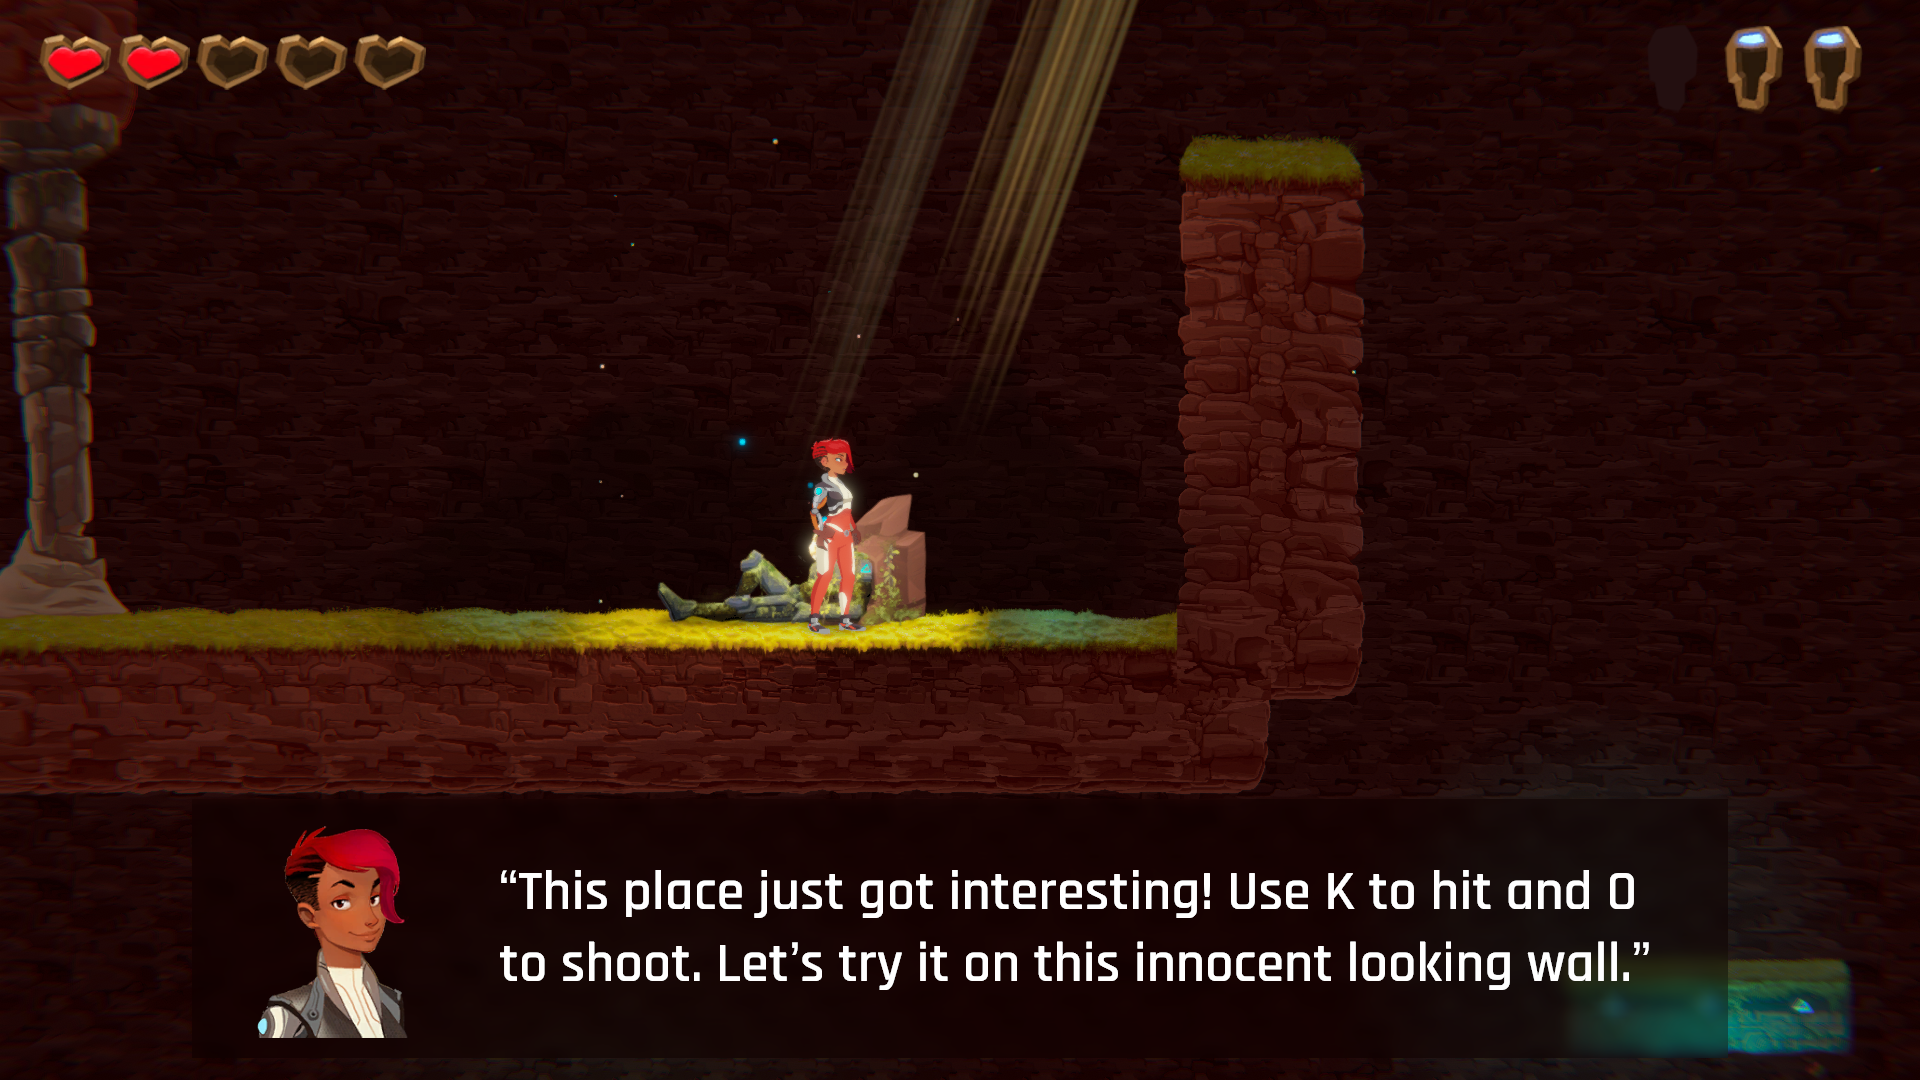 “This place just got interesting! Use K to hit and O
to shoot. Let’s try it on this innocent looking wall.”